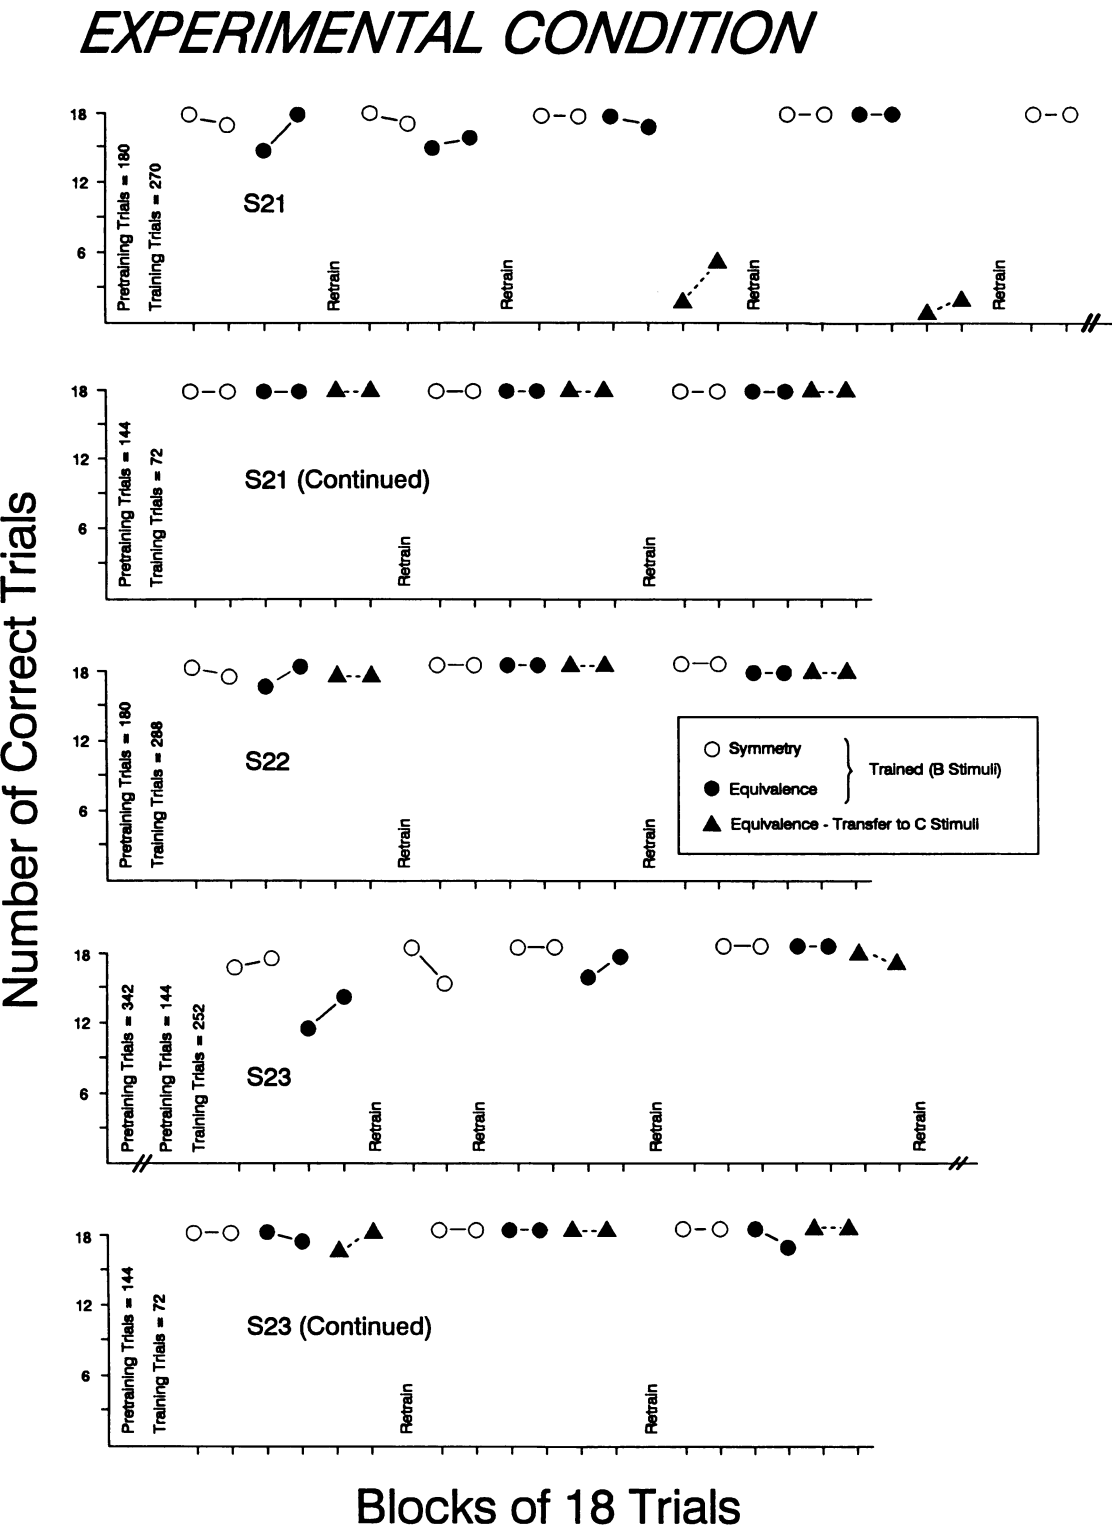 EXPERIMENTAL CONDITION
Number of Correct Trials
18
12
6
Pretraining Trials = 180
Training Trials = 270
S21
Retrain
Retrain
Retrain
Retrain
18
12
6
Pretraining Trials = 144
Training Trials = 72
S21 (Continued)
Retrain
Retrain
18
12
6
Pretraining Trials = 180
Training Trials = 288
S22
Retrain
Retrain
Symmetry
Equivalence
Trained (B Stimuli)
Equivalence - Transfer to C Stimuli
18
12
6
Pretraining Trials = 342
Pretraining Trials = 144
Training Trials = 252
S23
Retrain
Retrain
Retrain
Retrain
18
12
6
Pretraining Trials = 144
Training Trials = 72
S23 (Continued)
Retrain
Retrain
Blocks of 18 Trials